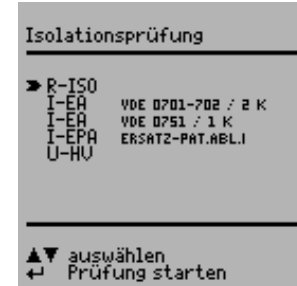 Isolationsprüfung
➤ R-ISO
I-EA VDE 0701-702 / 2 K
I-EA VDE 0751 / 1 K
I-EPA ERSATZ-PAT.ABL.I
U-HV
▲▼ auswählen
↵ Prüfung starten